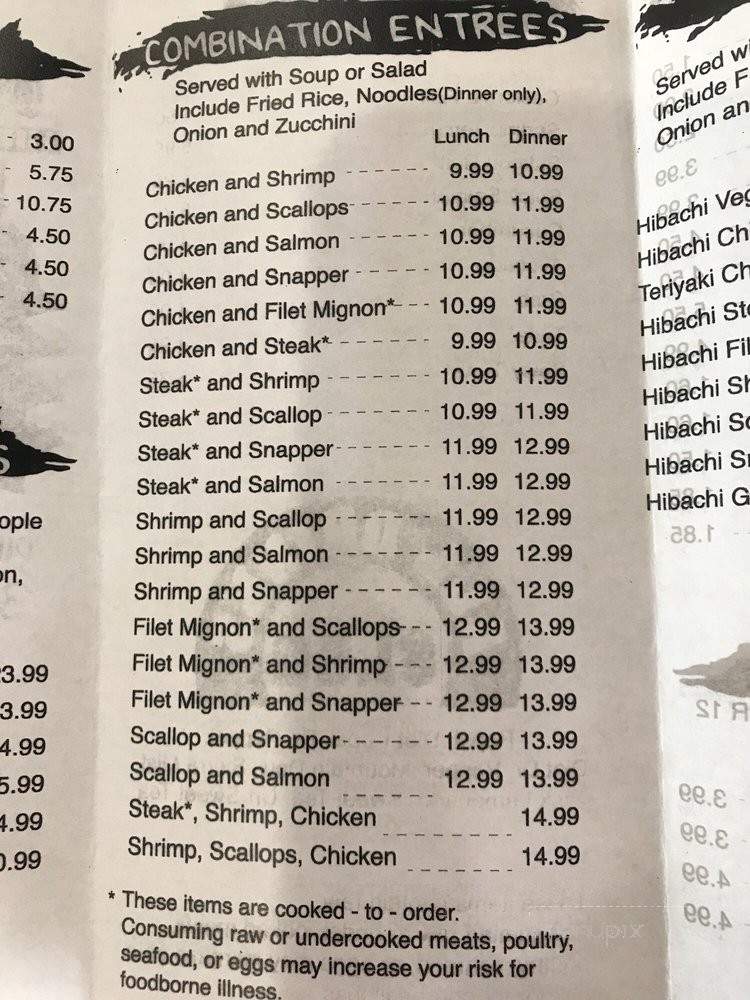 COMBINATION ENTREES
Served with Soup or Salad
Include Fried Rice, Noodles(Dinner only),
Onion and Zucchini
Lunch Dinner
Chicken and Shrimp 9.99 10.99
Chicken and Scallops 10.99 11.99
Chicken and Salmon 10.99 11.99
Chicken and Snapper 10.99 11.99
Chicken and Filet Mignon* 10.99 11.99
Chicken and Steak* 9.99 10.99
Steak* and Shrimp 10.99 11.99
Steak* and Scallop 10.99 11.99
Steak* and Snapper 11.99 12.99
Steak* and Salmon 11.99 12.99
Shrimp and Scallop 11.99 12.99
Shrimp and Salmon 11.99 12.99
Shrimp and Snapper 11.99 12.99
Filet Mignon* and Scallops 12.99 13.99
Filet Mignon* and Shrimp 12.99 13.99
Filet Mignon* and Snapper 12.99 13.99
Scallop and Snapper 12.99 13.99
Scallop and Salmon 12.99 13.99
Steak*, Shrimp, Chicken 14.99
Shrimp, Scallops, Chicken 14.99
* These items are cooked - to - order.
Consuming raw or undercooked meats, poultry,
seafood, or eggs may increase your risk for
foodborne illness.
3.00
5.75
10.75
4.50
4.50
4.50
3.99
4.99
5.99
4.99
0.99
Served
Include
Onion
Hibachi
Hibachi
Teriyaki
Hibachi
Hibachi
Hibachi
Hibachi
Hibachi
Hibachi